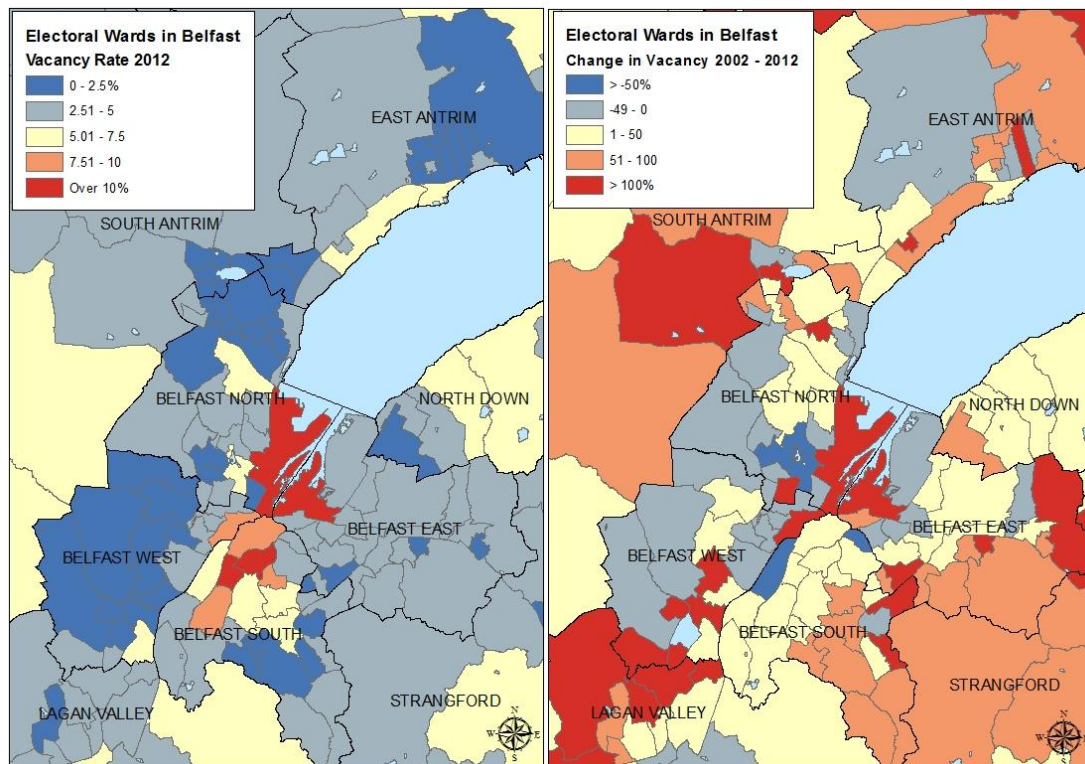 Electoral Wards in Belfast
Vacancy Rate 2012
0 - 2.5%
2.51 - 5
5.01 - 7.5
7.51 - 10
Over 10%
EAST ANTRIM
SOUTH ANTRIM
BELFAST NORTH
NORTH DOWN
BELFAST EAST
BELFAST WEST
BELFAST SOUTH
STRANGFORD
LAGAN VALLEY
N
W E
S
Electoral Wards in Belfast
Change in Vacancy 2002 - 2012
> -50%
-49 - 0
1 - 50
51 - 100
> 100%
EAST ANTRIM
SOUTH ANTRIM
BELFAST NORTH
NORTH DOWN
BELFAST EAST
BELFAST WEST
BELFAST SOUTH
STRANGFORD
LAGAN VALLEY
N
W E
S